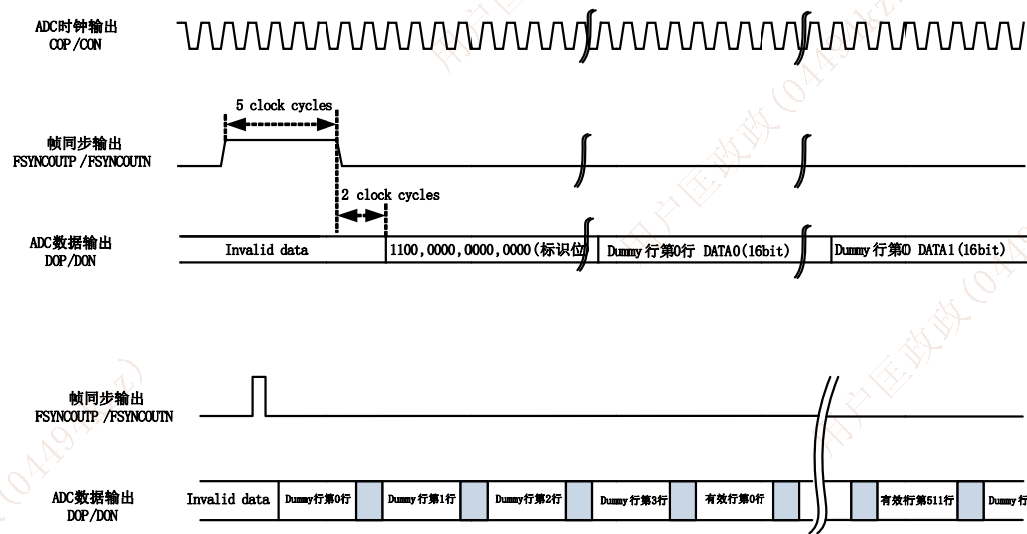 ADC时钟输出
COP/CON
5 clock cycles
帧同步输出
FSYNCOUTP/FSYNCOUTN
2 clock cycles
ADC数据输出
DOP/DON
Invalid data
1100,0000,0000,0000(标识位
Dummy行第0行 DATA0(16bit)
Dummy行第0 DATA1(16bit)
帧同步输出
FSYNCOUTP/FSYNCOUTN
ADC数据输出
DOP/DON
Invalid data
Dummy行第0行
Dummy行第1行
Dummy行第2行
Dummy行第3行
有效行第0行
有效行第511行
Dummy行
用户匡政政(0449